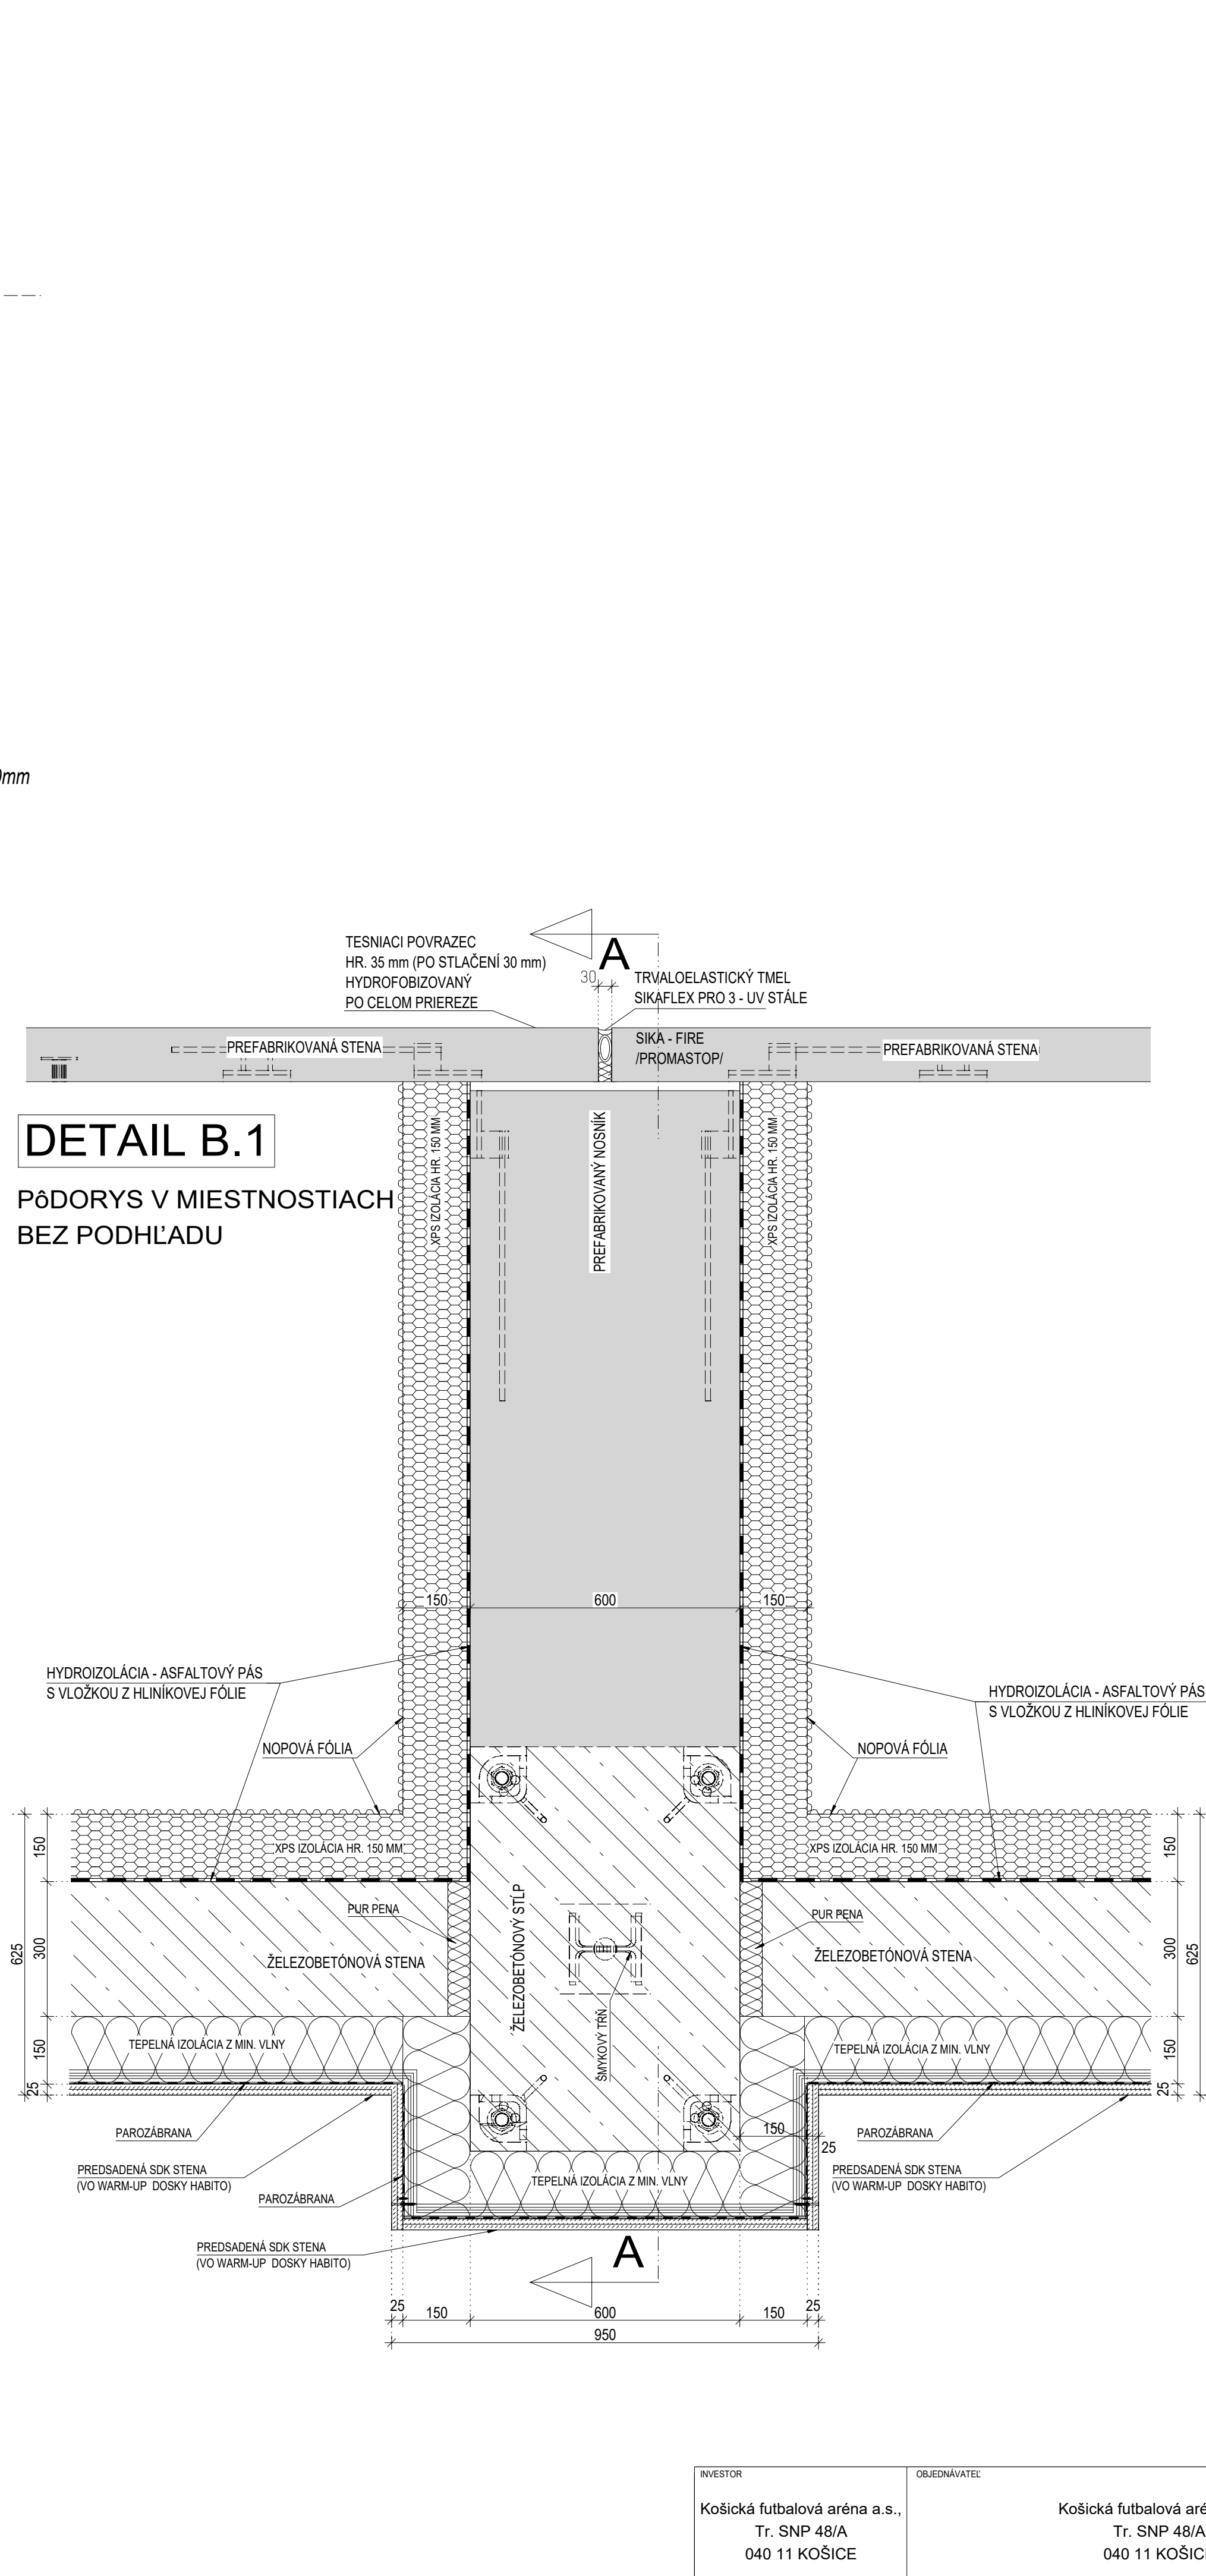 mm
A
TESNIACI POVRAZEC
HR. 35 mm (PO STLAČENÍ 30 mm)
HYDROFOBIZOVANÝ
PO CELOM PRIEREZE
30
TRVALOELASTICKÝ TMEL
SIKAFLEX PRO 3 - UV STÁLE
SIKA - FIRE
/PROMASTOP/
PREFABRIKOVANÁ STENA
PREFABRIKOVANÁ STENA
DETAIL B.1
PôDORYS V MIESTNOSTIACH
BEZ PODHĽADU
XPS IZOLÁCIA HR. 150 MM
PREFABRIKOVANÝ NOSNÍK
XPS IZOLÁCIA HR. 150 MM
150
600
150
HYDROIZOLÁCIA - ASFALTOVÝ PÁS
S VLOŽKOU Z HLINÍKOVEJ FÓLIE
HYDROIZOLÁCIA - ASFALTOVÝ PÁS
S VLOŽKOU Z HLINÍKOVEJ FÓLIE
NOPOVÁ FÓLIA
NOPOVÁ FÓLIA
XPS IZOLÁCIA HR. 150 MM
XPS IZOLÁCIA HR. 150 MM
625
150
300
150
25
150
300
150
25
625
PUR PENA
PUR PENA
ŽELEZOBETÓNOVÁ STENA
ŽELEZOBETÓNOVÝ STĹP
ŠMYKOVÝ TŔŇ
ŽELEZOBETÓNOVÁ STENA
TEPELNÁ IZOLÁCIA Z MIN. VLNY
TEPELNÁ IZOLÁCIA Z MIN. VLNY
PAROZÁBRANA
150
25
PAROZÁBRANA
PREDSADENÁ SDK STENA
(VO WARM-UP DOSKY HABITO)
PREDSADENÁ SDK STENA
(VO WARM-UP DOSKY HABITO)
TEPELNÁ IZOLÁCIA Z MIN. VLNY
PAROZÁBRANA
PREDSADENÁ SDK STENA
(VO WARM-UP DOSKY HABITO)
A
25
150
600
150
25
950
INVESTOR
Košická futbalová aréna a.s.,
Tr. SNP 48/A
040 11 KOŠICE
OBJEDNÁVATEĽ
Košická futbalová
Tr. SNP 48/A
040 11